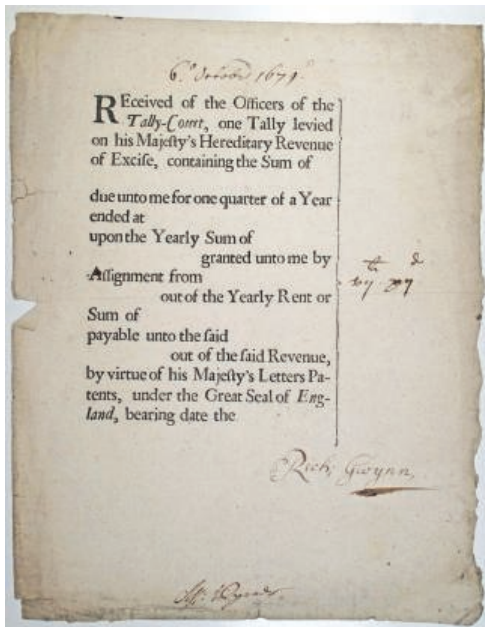 6.º October 1679.
REceived of the Officers of the
Tally-Court, one Tally levied
on his Majeſty's Hereditary Revenue
of Exciſe, containing the Sum of
due unto me for one quarter of a Year
ended at
upon the Yearly Sum of
granted unto me by
Aſſignment from
out of the Yearly Rent or
Sum of
payable unto the ſaid
out of the ſaid Revenue,
by virtue of his Majeſty's Letters Pa-
tents, under the Great Seal of Eng-
land, bearing date the
Rich: Gwynn